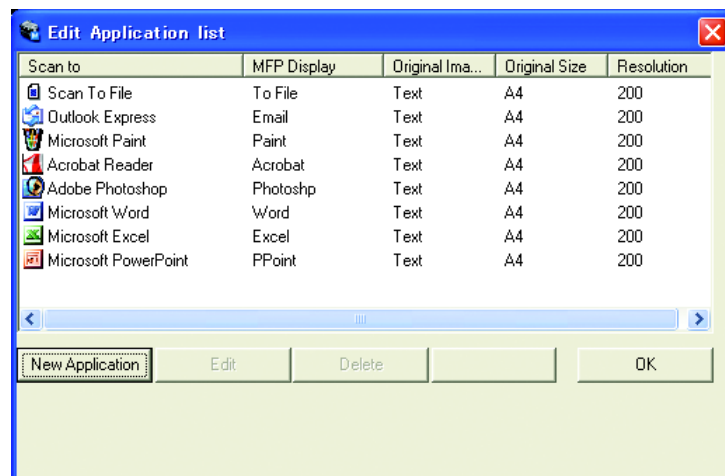 Edit Application list
Scan to MFP Display Original Ima... Original Size Resolution
Scan To File To File Text A4 200
Outlook Express Email Text A4 200
Microsoft Paint Paint Text A4 200
Acrobat Reader Acrobat Text A4 200
Adobe Photoshop Photoshp Text A4 200
Microsoft Word Word Text A4 200
Microsoft Excel Excel Text A4 200
Microsoft PowerPoint PPoint Text A4 200
New Application Edit Delete OK